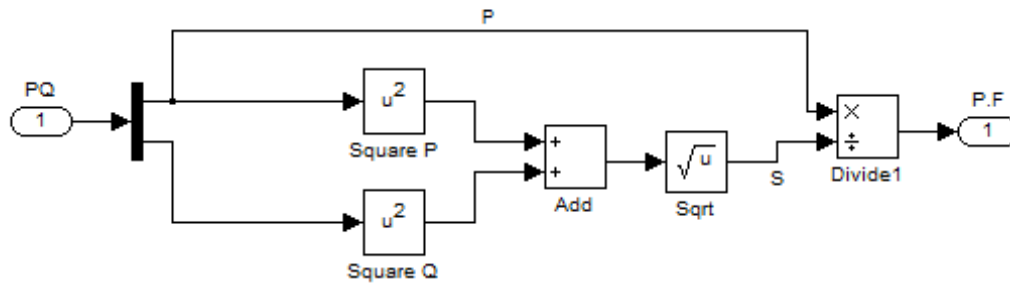 P
PQ
1
u²
Square P
+
+
Add
√u
Sqrt
S
×
÷
Divide1
P.F
1
u²
Square Q